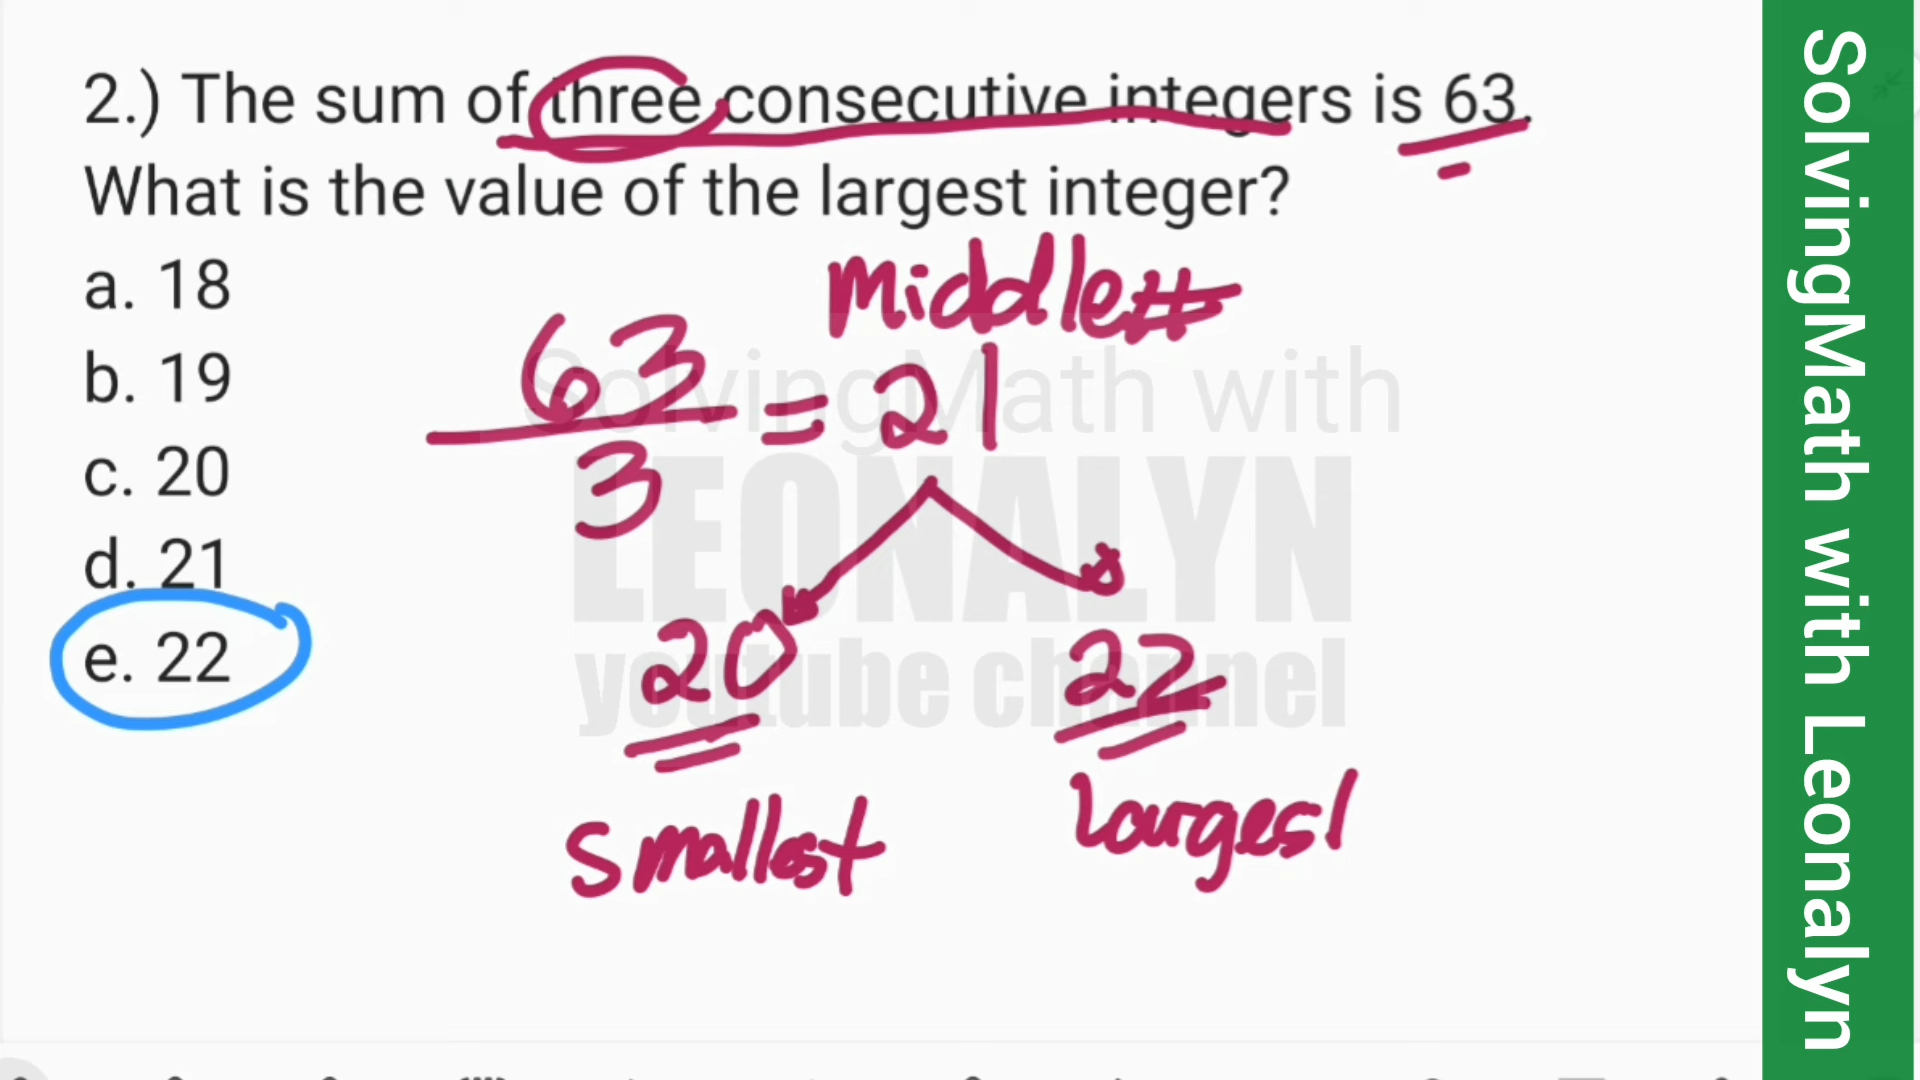 2.) The sum of three consecutive integers is 63.
What is the value of the largest integer?
a. 18
b. 19
c. 20
d. 21
e. 22
Middle #
63
3
= 21
20
22
Smallest
Largest
SolvingMath with
LEONALYN
youtube channel
SolvingMath with Leonalyn